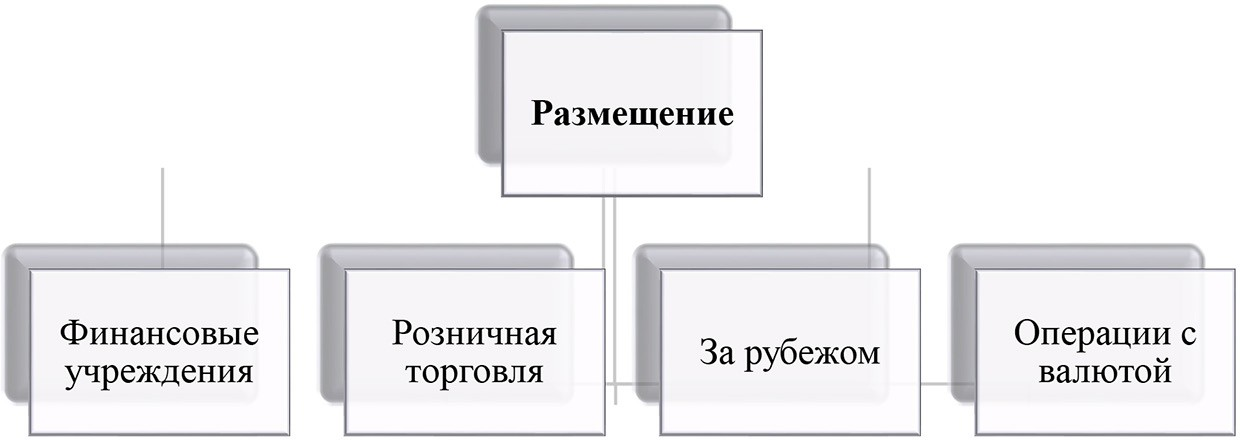 Размещение
Финансовые
учреждения
Розничная
торговля
За рубежом
Операции с
валютой